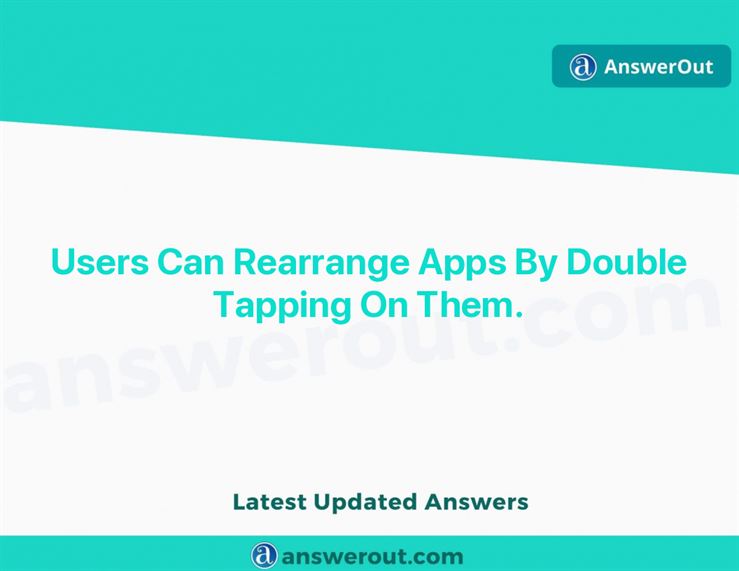 AnswerOut
Users Can Rearrange Apps By Double
Tapping On Them.
answerout.com
Latest Updated Answers
answerout.com